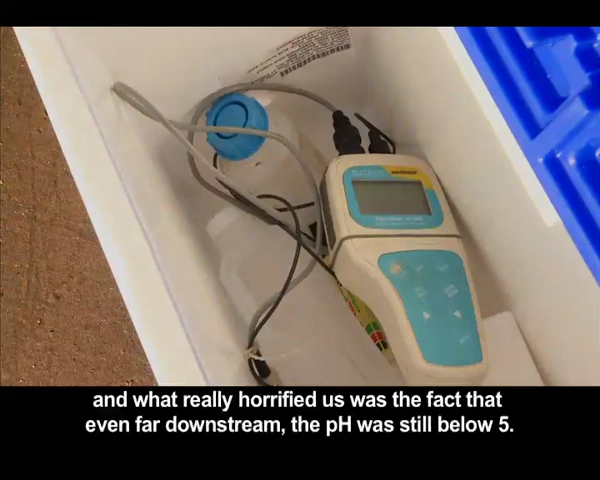 and what really horrified us was the fact that
even far downstream, the pH was still below 5.